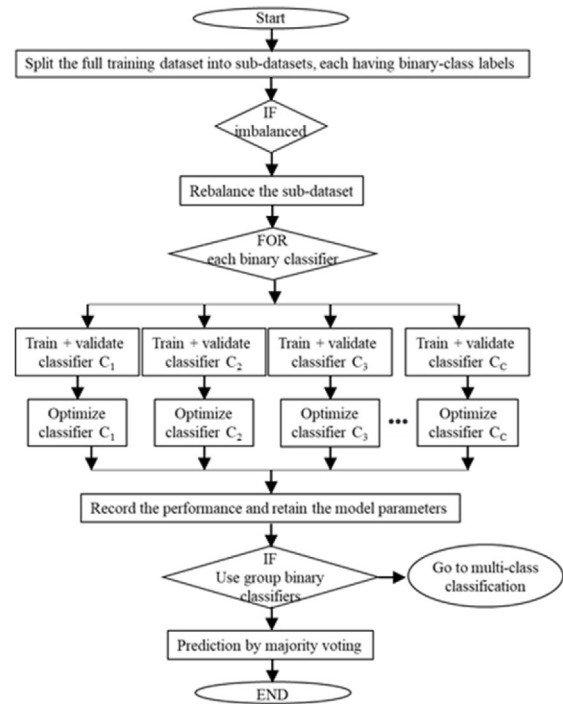 Start
Split the full training dataset into sub-datasets, each having binary-class labels
IF
imbalanced
Rebalance the sub-dataset
FOR
each binary classifier
Train + validate
classifier C1
Train + validate
classifier C2
Train + validate
classifier C3
Train + validate
classifier CC
Optimize
classifier C1
Optimize
classifier C2
Optimize
classifier C3
•••
Optimize
classifier CC
Record the performance and retain the model parameters
IF
Use group binary
classifiers
Go to multi-class
classification
Prediction by majority voting
END